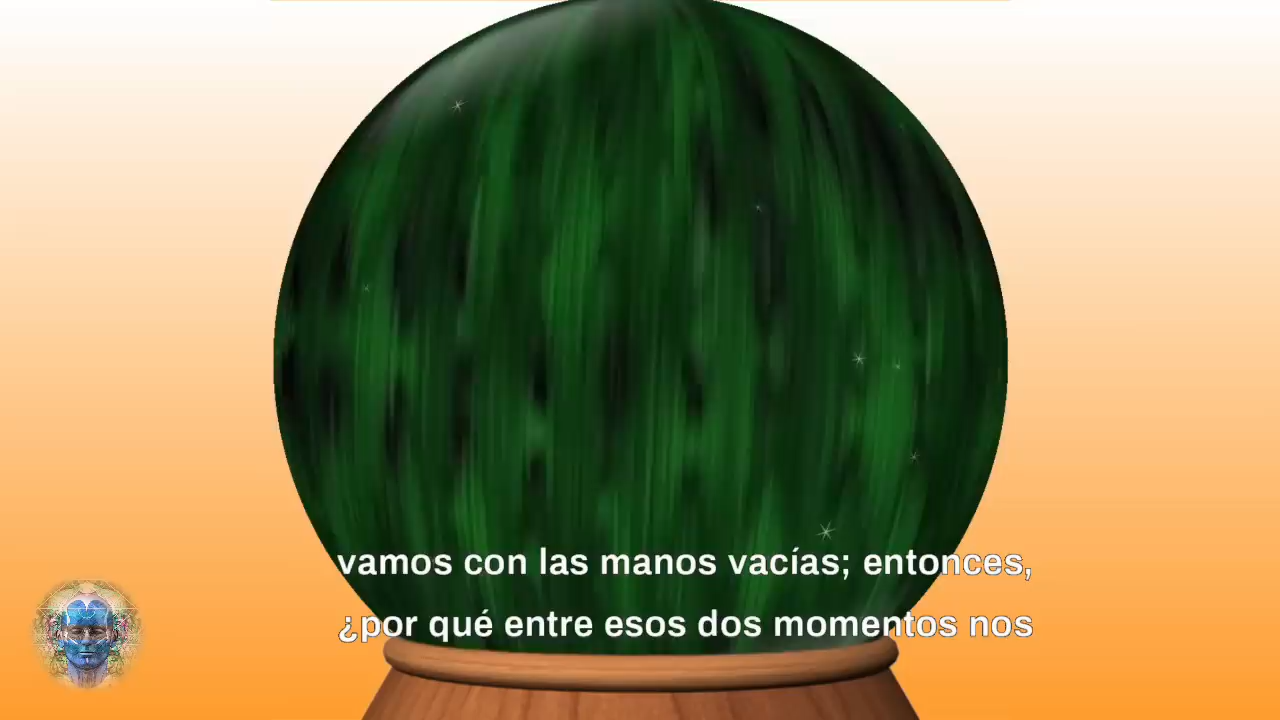 vamos con las manos vacías; entonces,
¿por qué entre esos dos momentos nos